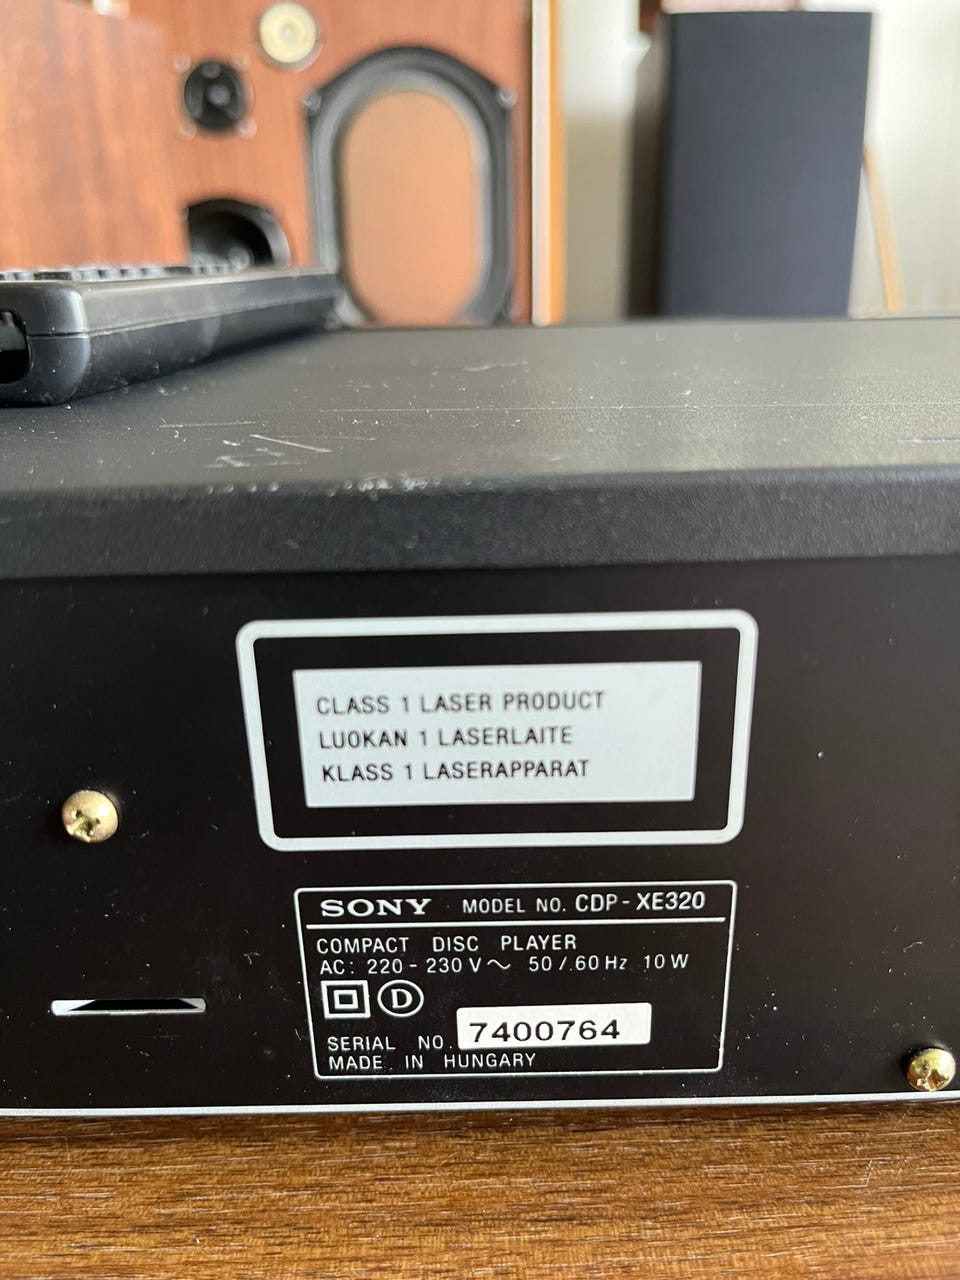 CLASS 1 LASER PRODUCT
LUOKAN 1 LASERLAITE
KLASS 1 LASERAPPARAT
SONY MODEL NO. CDP-XE320
COMPACT DISC PLAYER
AC: 220-230 V～ 50/60 Hz 10 W
D
SERIAL NO. 7400764
MADE IN HUNGARY